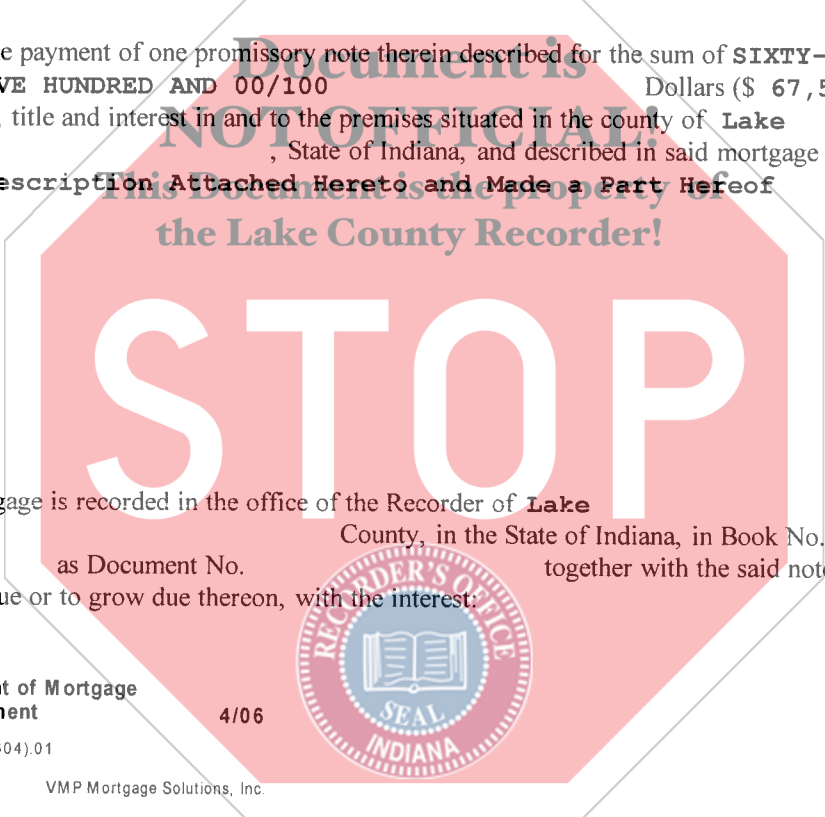 e payment of one promissory note therein described for the sum of SIXTY-
VE HUNDRED AND 00/100 Dollars ($ 67,5
, title and interest in and to the premises situated in the county of Lake
, State of Indiana, and described in said mortgage
escription Attached Hereto and Made a Part Hereof
Document is
NOT OFFICIAL!
This Document is the property of
the Lake County Recorder!
STOP
gage is recorded in the office of the Recorder of Lake
County, in the State of Indiana, in Book No.
as Document No. together with the said note
ue or to grow due thereon, with the interest:
RECORDER'S OFFICE
SEAL
INDIANA
t of Mortgage
ent 4/06
604).01
VMP Mortgage Solutions, Inc.